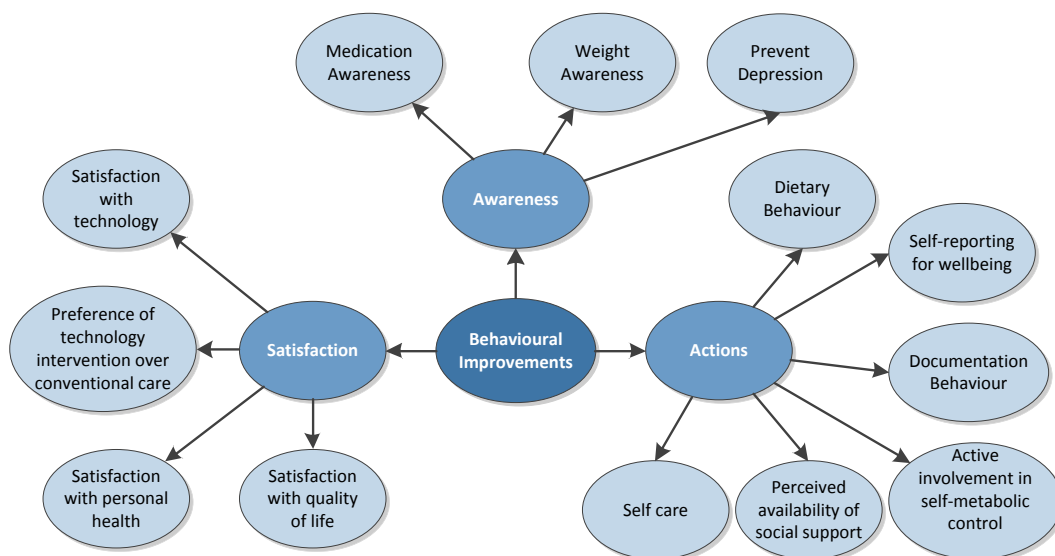 Medication
Awareness
Weight
Awareness
Prevent
Depression
Satisfaction
with
technology
Awareness
Dietary
Behaviour
Self-reporting
for wellbeing
Preference of
technology
intervention over
conventional care
Satisfaction
Behavioural
Improvements
Actions
Documentation
Behaviour
Satisfaction
with personal
health
Satisfaction
with quality
of life
Self care
Perceived
availability of
social support
Active
involvement in
self-metabolic
control